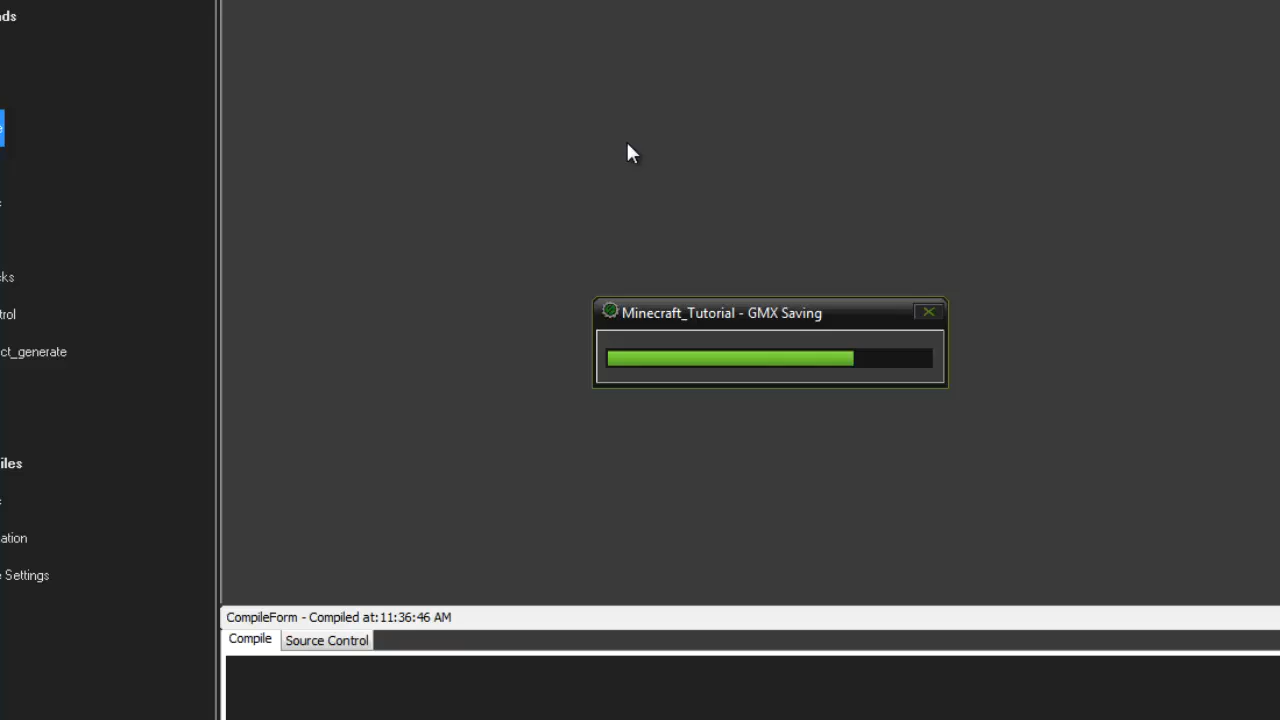 ds
cks
trol
ct_generate
iles
ation
Settings
Minecraft_Tutorial - GMX Saving
CompileForm - Compiled at:11:36:46 AM
Compile
Source Control